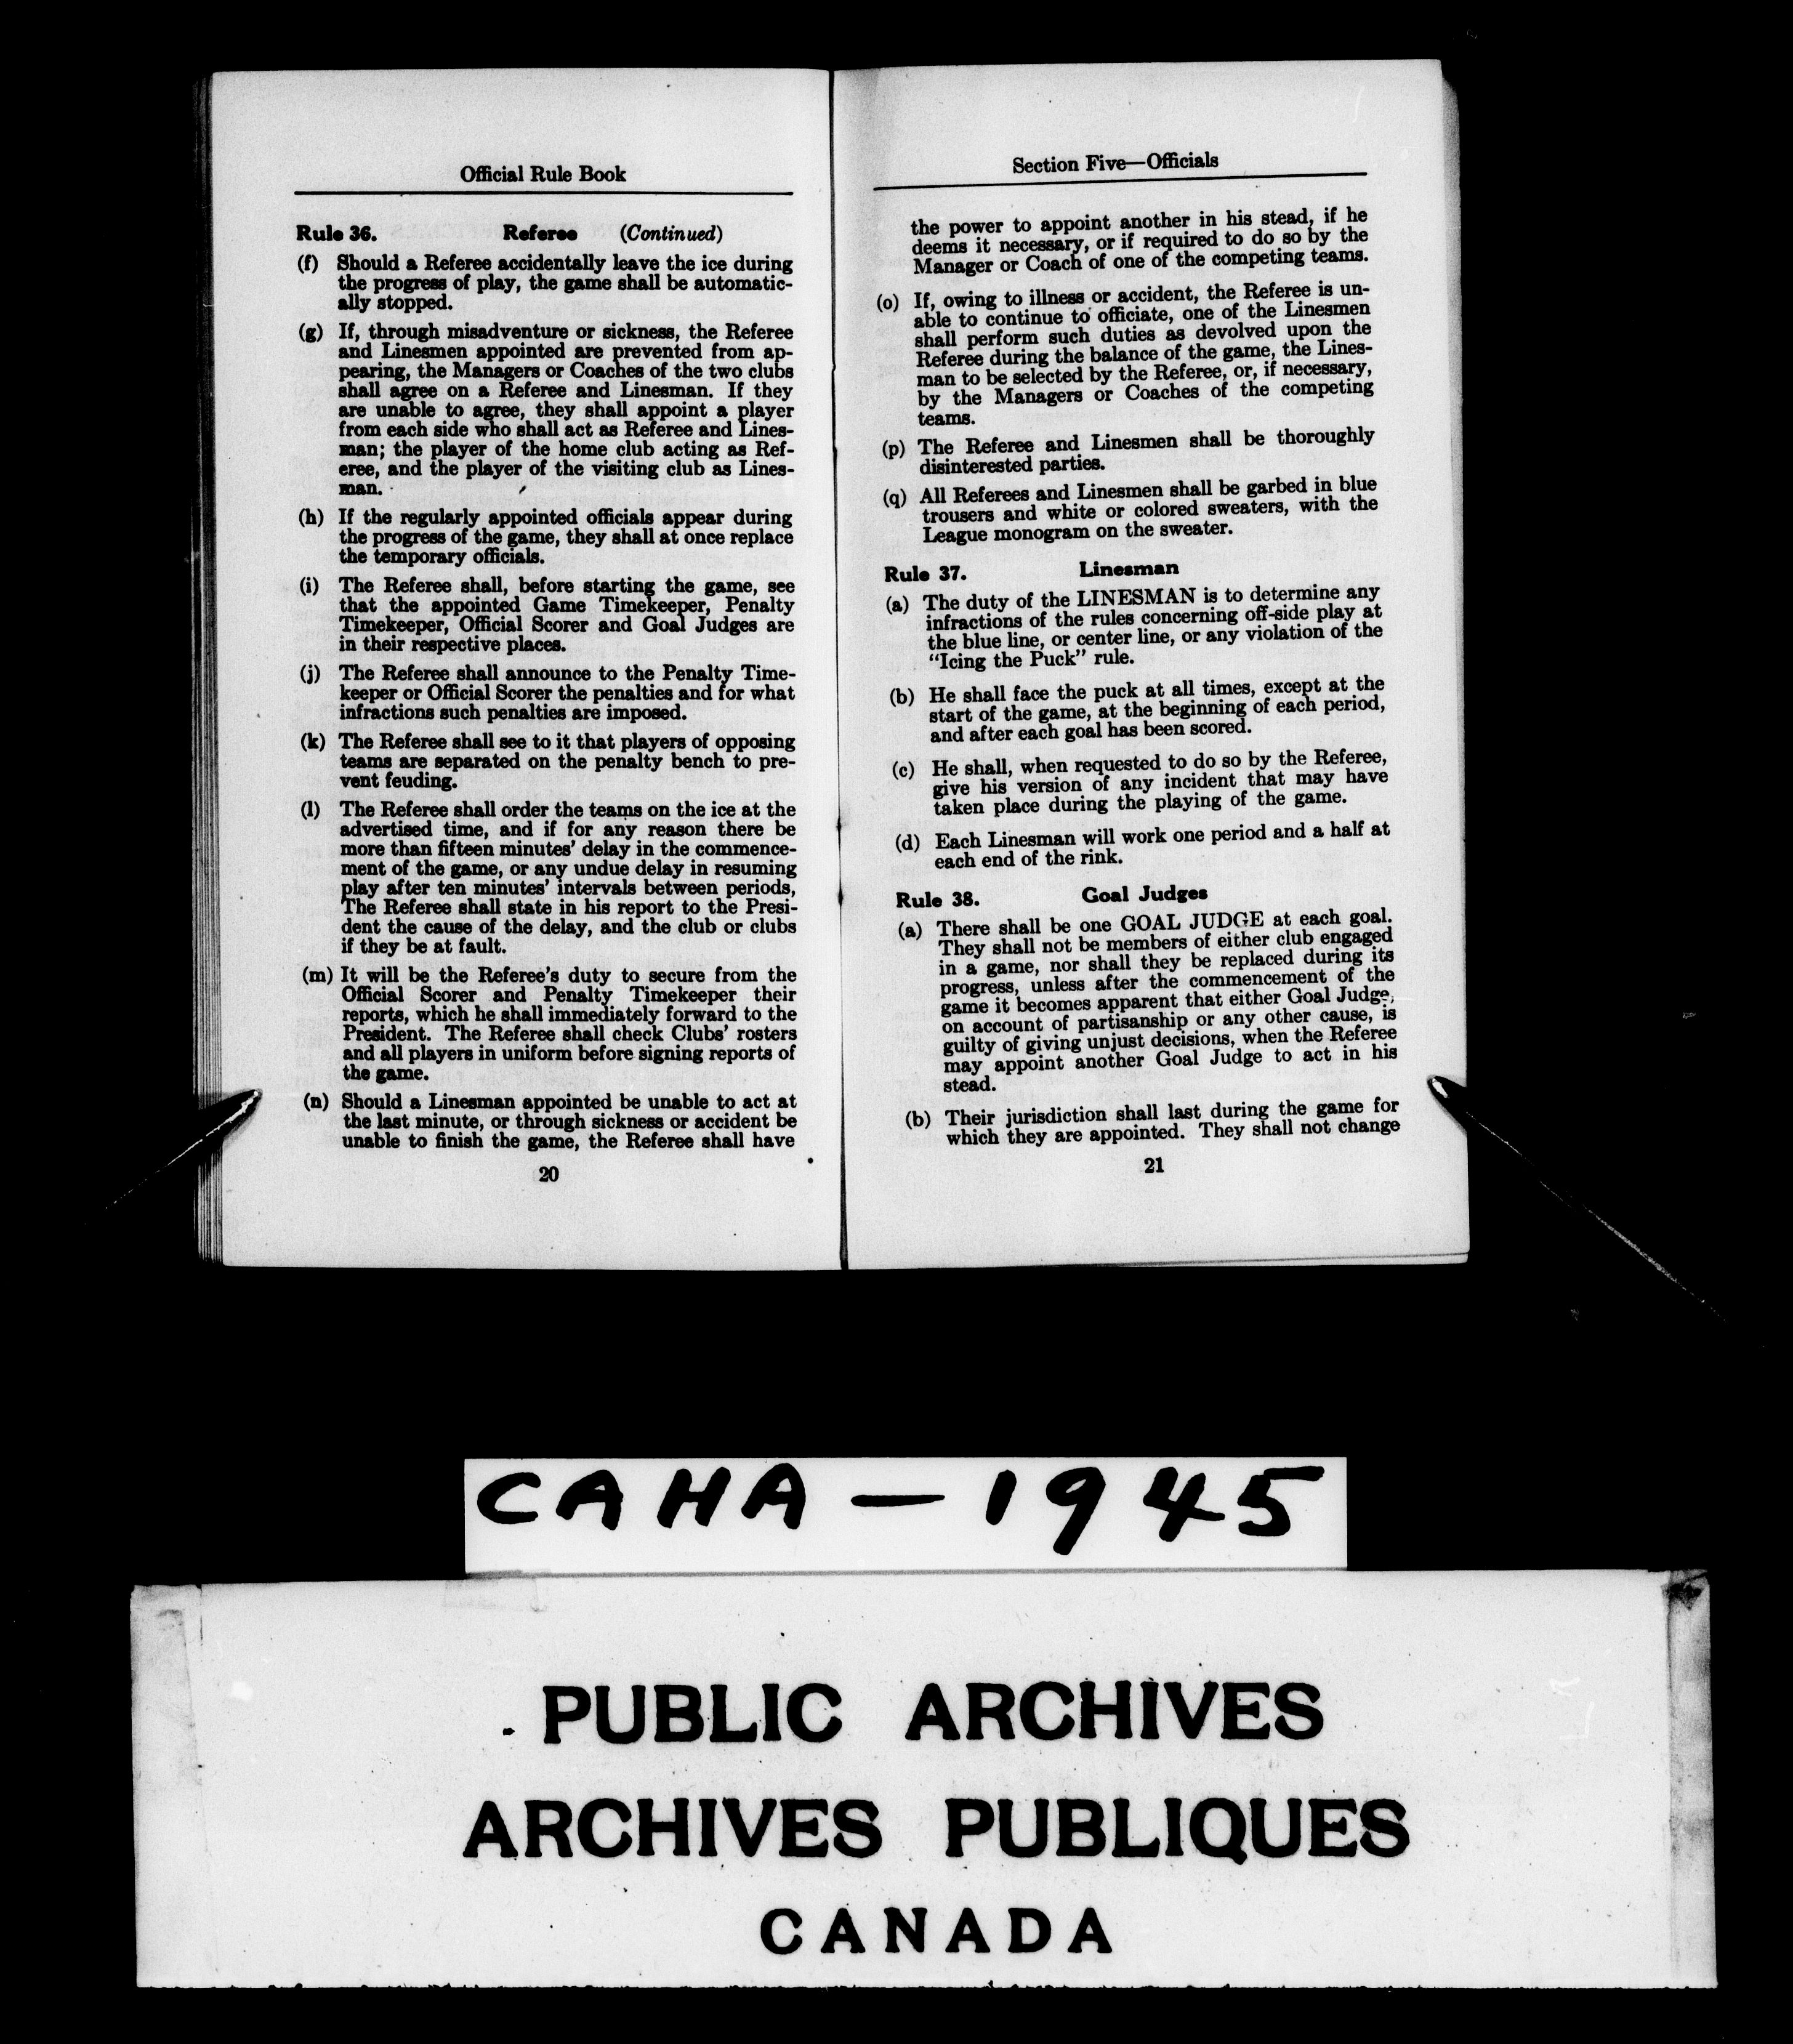 Official Rule Book
Rule 36. Referee (Continued)
(f) Should a Referee accidentally leave the ice during
the progress of play, the game shall be automatic-
ally stopped.
(g) If, through misadventure or sickness, the Referee
and Linesmen appointed are prevented from ap-
pearing, the Managers or Coaches of the two clubs
shall agree on a Referee and Linesman. If they
are unable to agree, they shall appoint a player
from each side who shall act as Referee and Lines-
man; the player of the home club acting as Ref-
eree, and the player of the visiting club as Lines-
man.
(h) If the regularly appointed officials appear during
the progress of the game, they shall at once replace
the temporary officials.
(i) The Referee shall, before starting the game, see
that the appointed Game Timekeeper, Penalty
Timekeeper, Official Scorer and Goal Judges are
in their respective places.
(j) The Referee shall announce to the Penalty Time-
keeper or Official Scorer the penalties and for what
infractions such penalties are imposed.
(k) The Referee shall see to it that players of opposing
teams are separated on the penalty bench to pre-
vent feuding.
(l) The Referee shall order the teams on the ice at the
advertised time, and if for any reason there be
more than fifteen minutes' delay in the commence-
ment of the game, or any undue delay in resuming
play after ten minutes' intervals between periods,
The Referee shall state in his report to the Presi-
dent the cause of the delay, and the club or clubs
if they be at fault.
(m) It will be the Referee's duty to secure from the
Official Scorer and Penalty Timekeeper their
reports, which he shall immediately forward to the
President. The Referee shall check Clubs' rosters
and all players in uniform before signing reports of
the game.
(n) Should a Linesman appointed be unable to act at
the last minute, or through sickness or accident be
unable to finish the game, the Referee shall have
20
Section Five—Officials
the power to appoint another in his stead, if he
deems it necessary, or if required to do so by the
Manager or Coach of one of the competing teams.
(o) If, owing to illness or accident, the Referee is un-
able to continue to officiate, one of the Linesmen
shall perform such duties as devolved upon the
Referee during the balance of the game, the Lines-
man to be selected by the Referee, or, if necessary,
by the Managers or Coaches of the competing
teams.
(p) The Referee and Linesmen shall be thoroughly
disinterested parties.
(q) All Referees and Linesmen shall be garbed in blue
trousers and white or colored sweaters, with the
League monogram on the sweater.
Rule 37. Linesman
(a) The duty of the LINESMAN is to determine any
infractions of the rules concerning off-side play at
the blue line, or center line, or any violation of the
"Icing the Puck" rule.
(b) He shall face the puck at all times, except at the
start of the game, at the beginning of each period,
and after each goal has been scored.
(c) He shall, when requested to do so by the Referee,
give his version of any incident that may have
taken place during the playing of the game.
(d) Each Linesman will work one period and a half at
each end of the rink.
Rule 38. Goal Judges
(a) There shall be one GOAL JUDGE at each goal.
They shall not be members of either club engaged
in a game, nor shall they be replaced during its
progress, unless after the commencement of the
game it becomes apparent that either Goal Judge,
on account of partisanship or any other cause, is
guilty of giving unjust decisions, when the Referee
may appoint another Goal Judge to act in his
stead.
(b) Their jurisdiction shall last during the game for
which they are appointed. They shall not change
21
CAHA — 1945
PUBLIC ARCHIVES
ARCHIVES PUBLIQUES
CANADA